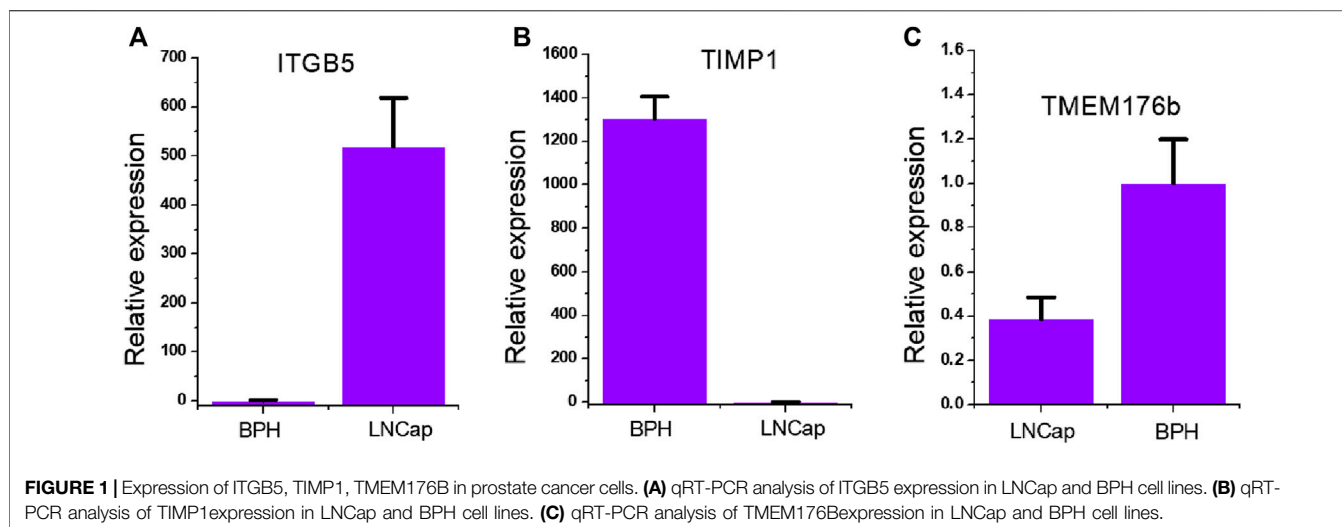 A
ITGB5
Relative expression
700
600
500
400
300
200
100
0
BPH
LNCap
B
TIMP1
Relative expression
1600
1400
1200
1000
800
600
400
200
0
BPH
LNCap
C
TMEM176b
Relative expression
1.6
1.4
1.2
1.0
0.8
0.6
0.4
0.2
0.0
LNCap
BPH
FIGURE 1 | Expression of ITGB5, TIMP1, TMEM176B in prostate cancer cells. (A) qRT-PCR analysis of ITGB5 expression in LNCap and BPH cell lines. (B) qRT-
PCR analysis of TIMP1expression in LNCap and BPH cell lines. (C) qRT-PCR analysis of TMEM176Bexpression in LNCap and BPH cell lines.